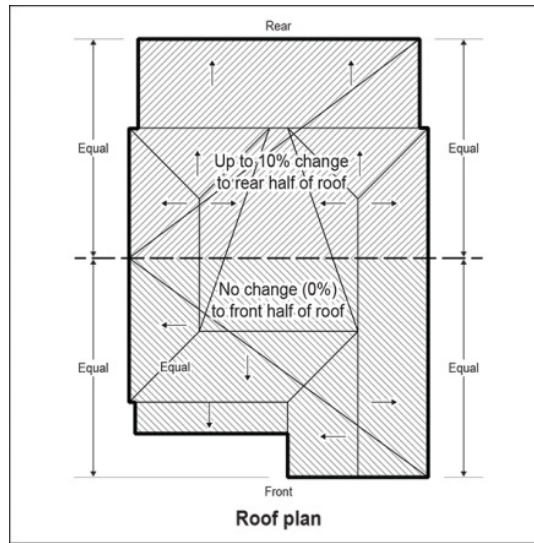 Rear
Equal
Equal
Up to 10% change
to rear half of roof
No change (0%)
to front half of roof
Equal
Equal
Equal
Front
Roof plan